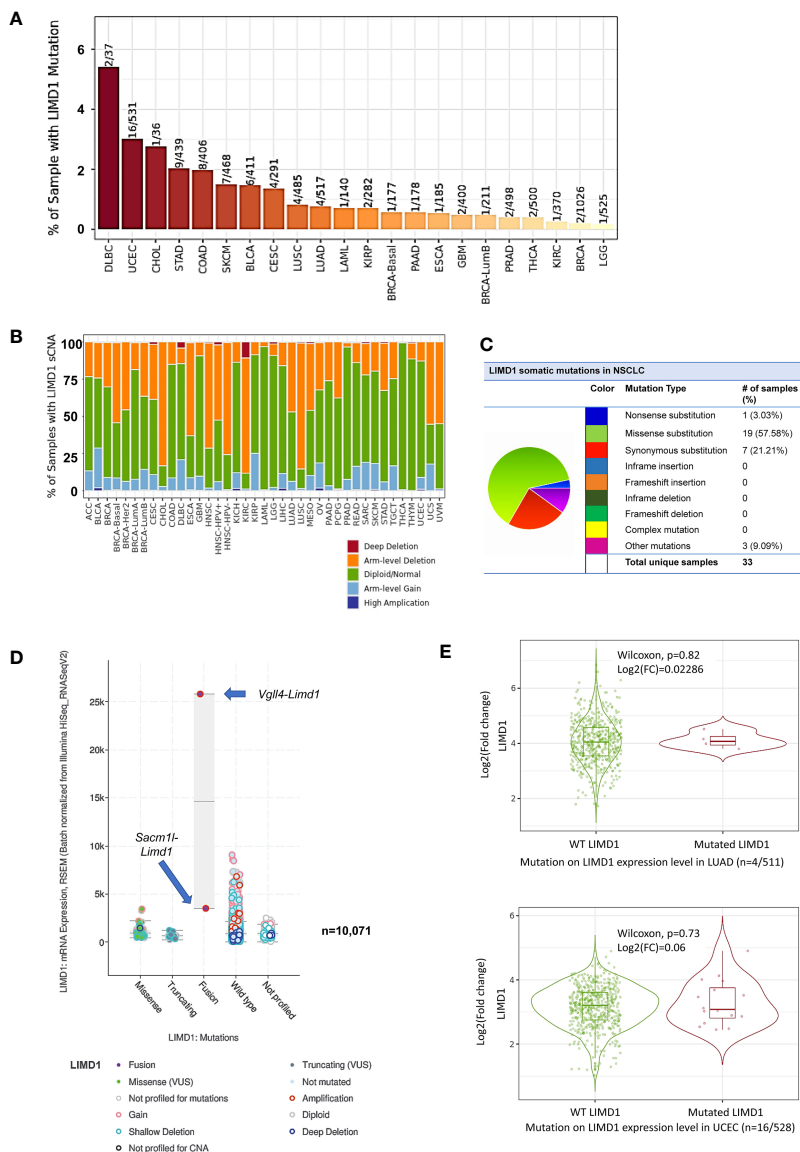 A
% of Sample with LIMD1 Mutation
6
4
2
0
2/37
16/531
1/36
9/439
8/406
7/468
6/411
4/291
4/485
4/517
1/140
2/282
1/177
1/178
1/185
2/400
1/211
2/498
2/500
1/370
2/1026
1/525
DLBC
UCEC
CHOL
STAD
COAD
SKCM
BLCA
CESC
LUSC
LUAD
LAML
KIRP
BRCA-Basal
PAAD
ESCA
GBM
BRCA-LumB
PRAD
THCA
KIRC
BRCA
LGG
B
% of Samples with LIMD1 sCNA
100
75
50
25
0
ACC
BLCA
BRCA
BRCA-Basal
BRCA-Her2
BRCA-LumA
BRCA-LumB
CESC
CHOL
COAD
DLBC
ESCA
GBM
HNSC
HNSC-HPV+
HNSC-HPV-
KICH
KIRC
KIRP
LAML
LGG
LIHC
LUAD
LUSC
MESO
OV
PAAD
PCPG
PRAD
READ
SARC
SKCM
STAD
TGCT
THCA
THYM
UCEC
UCS
UVM
Deep Deletion
Arm-level Deletion
Diploid/Normal
Arm-level Gain
High Amplication
C
LIMD1 somatic mutations in NSCLC
Color Mutation Type # of samples
(%)
Nonsense substitution 1 (3.03%)
Missense substitution 19 (57.58%)
Synonymous substitution 7 (21.21%)
Inframe insertion 0
Frameshift insertion 0
Inframe deletion 0
Frameshift deletion 0
Complex mutation 0
Other mutations 3 (9.09%)
Total unique samples 33
D
LIMD1: mRNA Expression, RSEM (Batch normalized from Illumina HiSeq_RNASeqV2)
25k
20k
15k
10k
5k
0
Vgll4-Limd1
Sacm1l-
Limd1
n=10,071
Missense
Truncating
Fusion
Wild type
Not profiled
LIMD1: Mutations
LIMD1
Fusion
Missense (VUS)
Not profiled for mutations
Gain
Shallow Deletion
Not profiled for CNA
Truncating (VUS)
Not mutated
Amplification
Diploid
Deep Deletion
E
Log2(Fold change)
LIMD1
6
4
2
Wilcoxon, p=0.82
Log2(FC)=0.02286
WT LIMD1 Mutated LIMD1
Mutation on LIMD1 expression level in LUAD (n=4/511)
Log2(Fold change)
LIMD1
6
4
2
Wilcoxon, p=0.73
Log2(FC)=0.06
WT LIMD1 Mutated LIMD1
Mutation on LIMD1 expression level in UCEC (n=16/528)